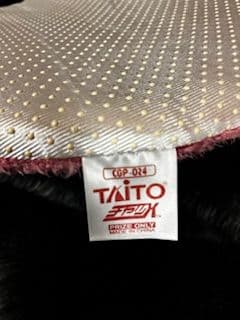 CGP-024
TAITO
PRIZE ONLY
MADE IN CHINA